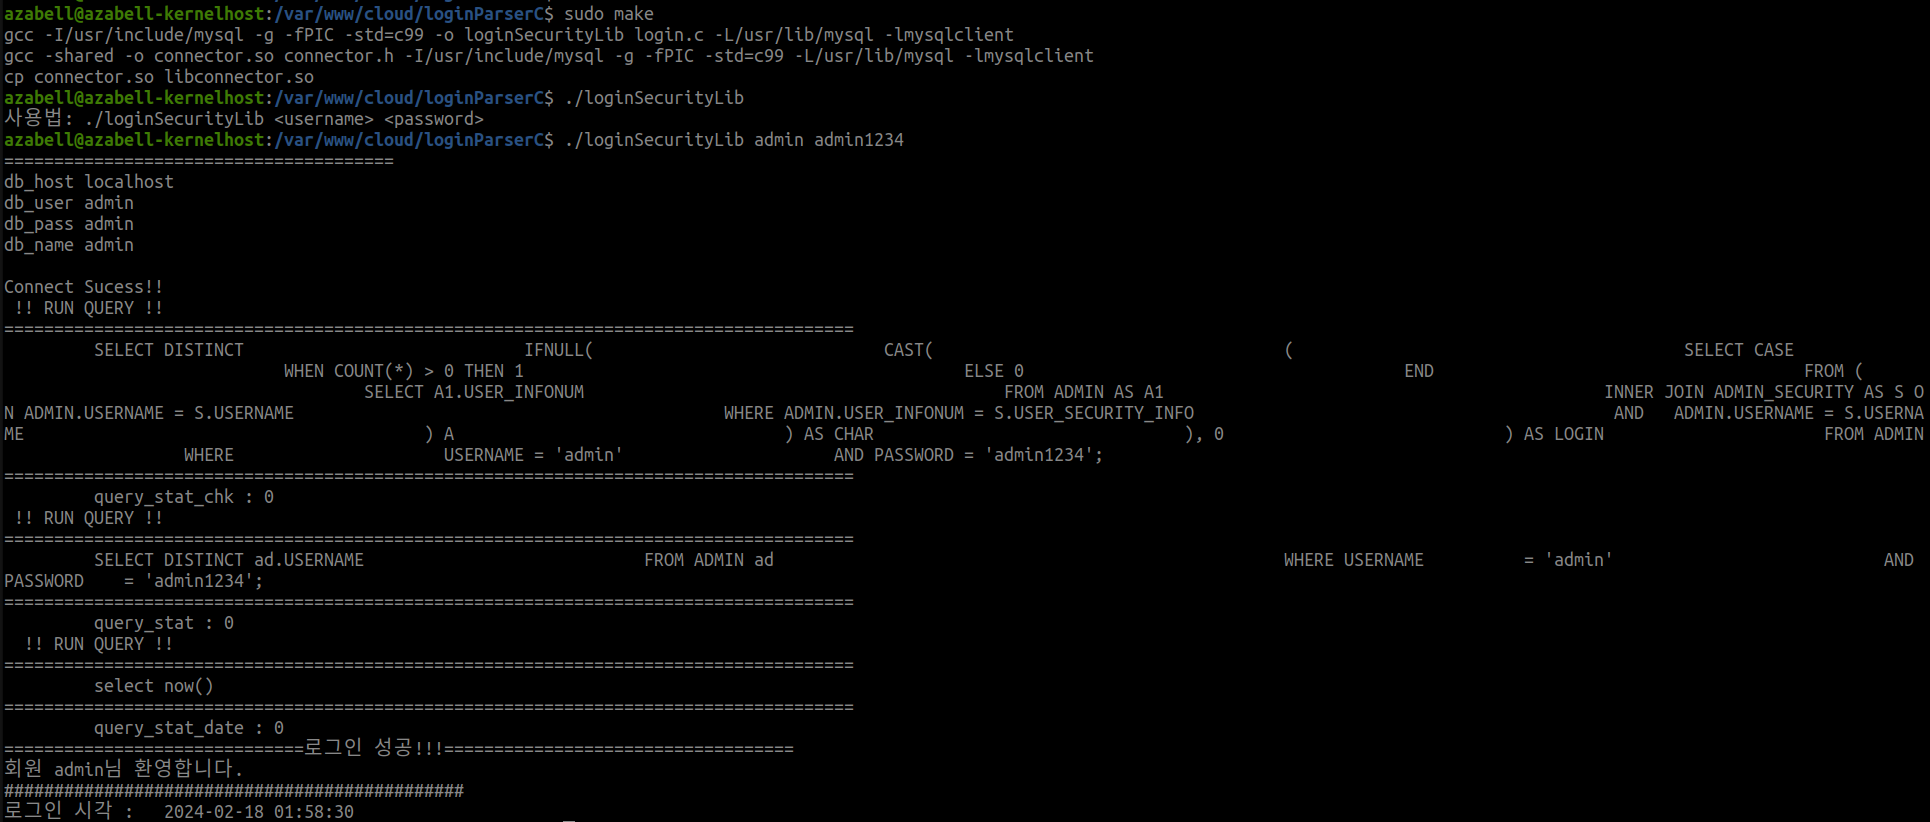 azabell@azabell-kernelhost:/var/www/cloud/loginParserC$ sudo make
gcc -I/usr/include/mysql -g -fPIC -std=c99 -o loginSecurityLib login.c -L/usr/lib/mysql -lmysqlclient
gcc -shared -o connector.so connector.h -I/usr/include/mysql -g -fPIC -std=c99 -L/usr/lib/mysql -lmysqlclient
cp connector.so libconnector.so
azabell@azabell-kernelhost:/var/www/cloud/loginParserC$ ./loginSecurityLib
사용법: ./loginSecurityLib <username> <password>
azabell@azabell-kernelhost:/var/www/cloud/loginParserC$ ./loginSecurityLib admin admin1234
=======================================
db_host localhost
db_user admin
db_pass admin
db_name admin
Connect Sucess!!
!! RUN QUERY !!
=====================================================================================
SELECT DISTINCT IFNULL( CAST( ( SELECT CASE
WHEN COUNT(*) > 0 THEN 1 ELSE 0 END FROM (
SELECT A1.USER_INFONUM FROM ADMIN AS A1 INNER JOIN ADMIN_SECURITY AS S O
N ADMIN.USERNAME = S.USERNAME WHERE ADMIN.USER_INFONUM = S.USER_SECURITY_INFO AND ADMIN.USERNAME = S.USERNA
ME ) A ) AS CHAR ), 0 ) AS LOGIN FROM ADMIN
WHERE USERNAME = 'admin' AND PASSWORD = 'admin1234';
=====================================================================================
query_stat_chk : 0
!! RUN QUERY !!
=====================================================================================
SELECT DISTINCT ad.USERNAME FROM ADMIN ad WHERE USERNAME = 'admin' AND
PASSWORD = 'admin1234';
=====================================================================================
query_stat : 0
!! RUN QUERY !!
=====================================================================================
select now()
=====================================================================================
query_stat_date : 0
==============================로그인 성공!!!===================================
회원 admin님 환영합니다.
##############################################
로그인 시각 : 2024-02-18 01:58:30